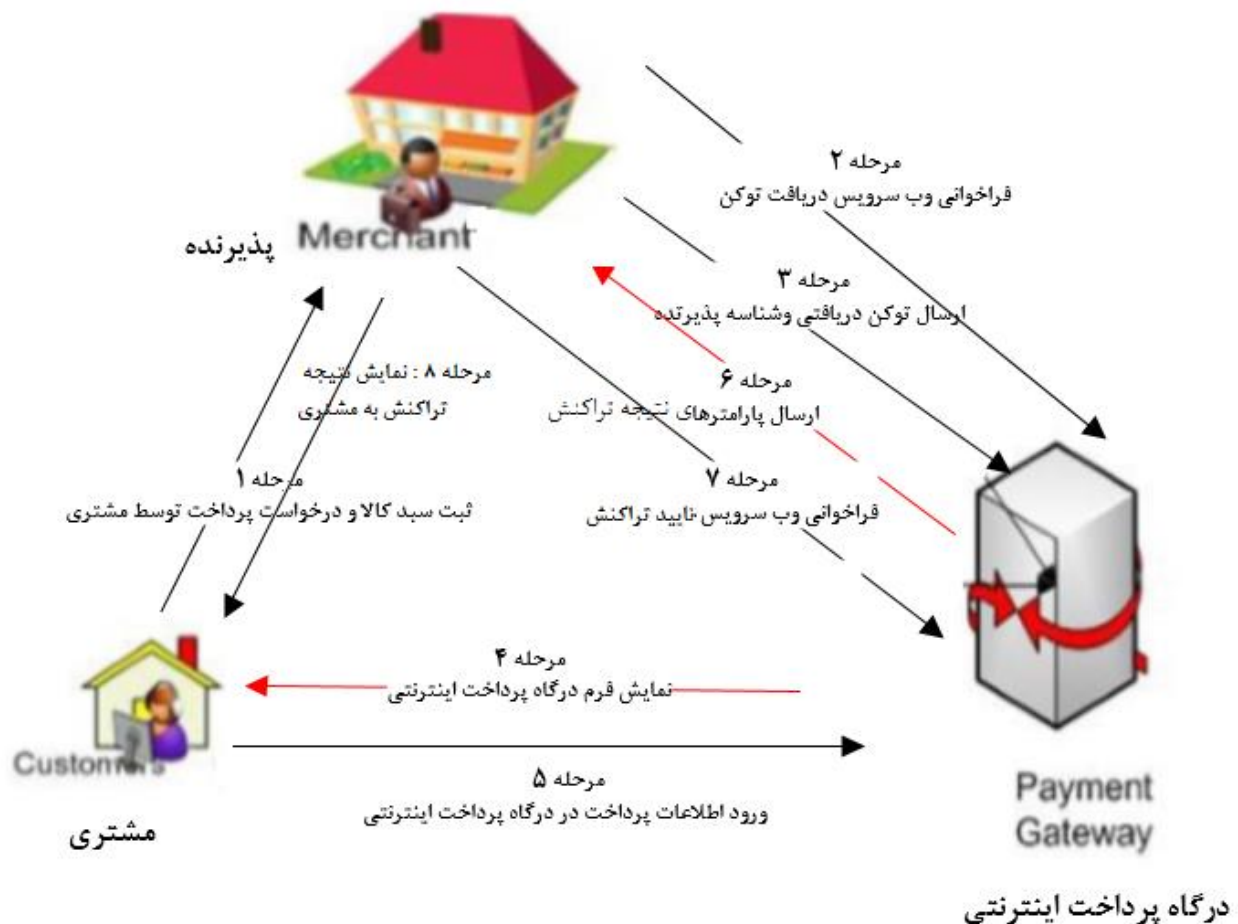 مرحله ۲
فراخوانی وب سرویس دریافت توکن
Merchant
پذیرنده
مرحله ۳
ارسال توکن دریافتی وشناسه پذیرتده
مرحله ۸ : نمایش نتیجه
تراکنش به مشتری
مرحله ۶
ارسال پارامترهای نتیجه تراکنش
مرحله ۱
ثبت سبد کالا و درخواست پرداخت توسط مشتری
مرحله ۷
فراخوانی وب سرویس تایید تراکنش
مرحله ۴
نمایش فرم درگاه پرداخت اینترنتی
Customers
مشتری
مرحله ۵
ورود اطلاعات پرداخت در درگاه پرداخت اینترنتی
Payment
Gateway
درگاه پرداخت اینترنتی